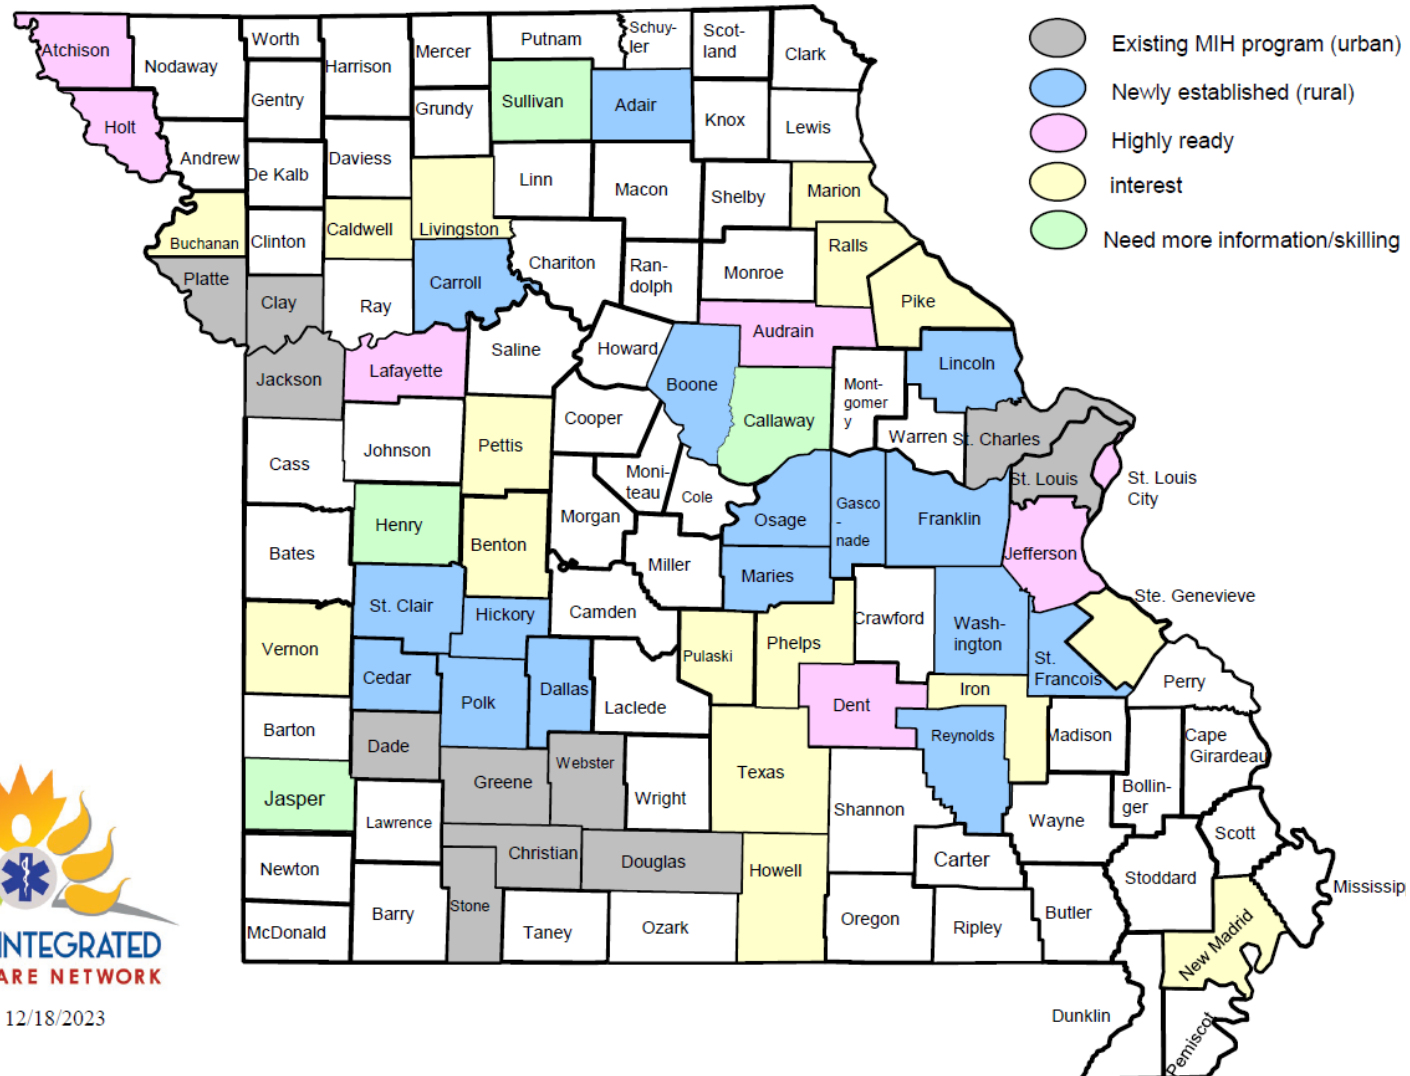 Existing MIH program (urban)
Newly established (rural)
Highly ready
interest
Need more information/skilling
Atchison
Nodaway
Worth
Harrison
Mercer
Putnam
Schuy-
ler
Scot-
land
Clark
Gentry
Grundy
Sullivan
Adair
Knox
Lewis
Holt
Andrew
De Kalb
Daviess
Linn
Macon
Shelby
Marion
Buchanan
Clinton
Caldwell
Livingston
Chariton
Ran-
dolph
Monroe
Ralls
Pike
Platte
Clay
Ray
Carroll
Saline
Howard
Boone
Audrain
Callaway
Mont-
gomer
y
Lincoln
Warren
St. Charles
St. Louis
St. Louis
City
Jackson
Lafayette
Cooper
Cass
Johnson
Pettis
Moni-
teau
Cole
Morgan
Osage
Gasco
-
nade
Franklin
Jefferson
Bates
Henry
Benton
Miller
Maries
Camden
St. Clair
Hickory
Pulaski
Phelps
Crawford
Wash-
ington
St.
Francois
Ste. Genevieve
Perry
Vernon
Cedar
Polk
Dallas
Laclede
Dent
Iron
Reynolds
Madison
Bollin-
ger
Cape
Girardeau
Barton
Dade
Greene
Webster
Wright
Texas
Shannon
Wayne
Scott
Jasper
Lawrence
Christian
Douglas
Howell
Carter
Stoddard
Mississip
Newton
McDonald
Barry
Stone
Taney
Ozark
Oregon
Ripley
Butler
New Madrid
Dunklin
Pemiscot
INTEGRATED
ARE NETWORK
12/18/2023